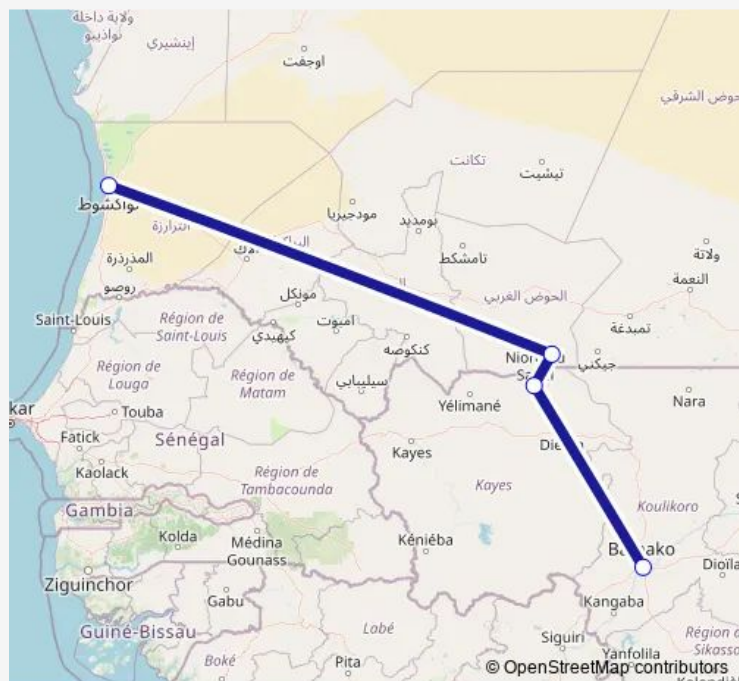 ولاية داخلة
نواذيبو
إينشيري
اوجفت
الحوض الشرقي
تكانت
تيشيت
نواكشوط
الترارزة
مودجيريا
بومديد
المذرذرة
تامشكط
ولاتة
روصو
مونكل
الحوض الغربي
النعمة
Saint-Louis
Région de
Saint-Louis
كيهيدي
امبوت
كنكوصه
تمبدغة
جيكني
Région de
Louga
Région de
Matam
سيليبابي
Yélimané
Nara
Touba
Fatick
Sénégal
Kayes
Kaolack
Région de
Tambacounda
Kayes
Koulikoro
Gambia
Kolda
Médina
Gounass
Kéniéba
Dioïla
Ziguinchor
Gabu
Kangaba
Guiné-Bissau
Labé
Siguiri
Région de
Sikasso
Boké
Pita
Yanfolila
© OpenStreetMap contributors